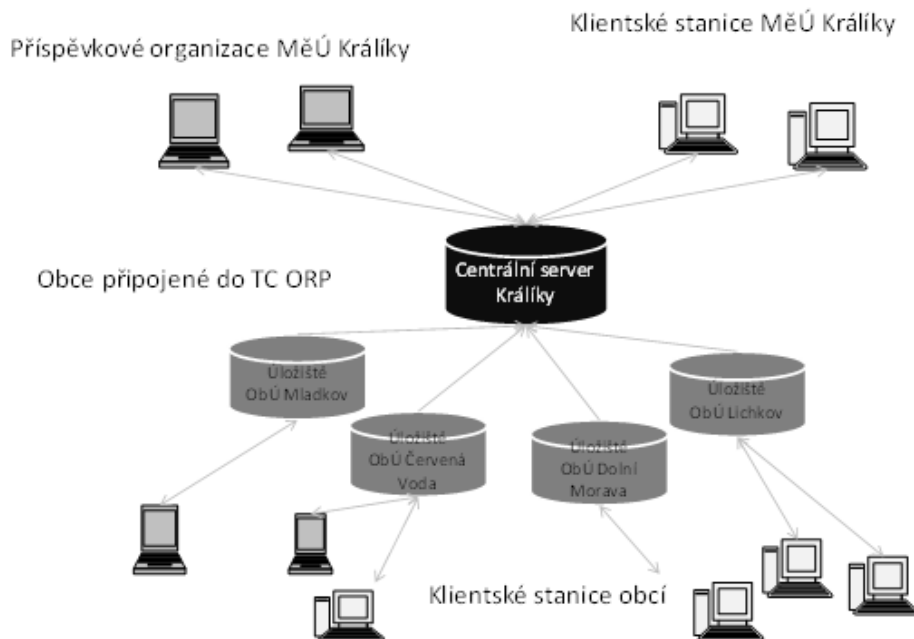 Klientské stanice MěÚ Králíky
Příspěvkové organizace MěÚ Králíky
Centrální server
Králíky
Obce připojené do TC ORP
Úložiště
ObÚ Mladkov
Úložiště
ObÚ Lichkov
Úložiště
ObÚ Červená
Voda
Úložiště
ObÚ Dolní
Morava
Klientské stanice obcí